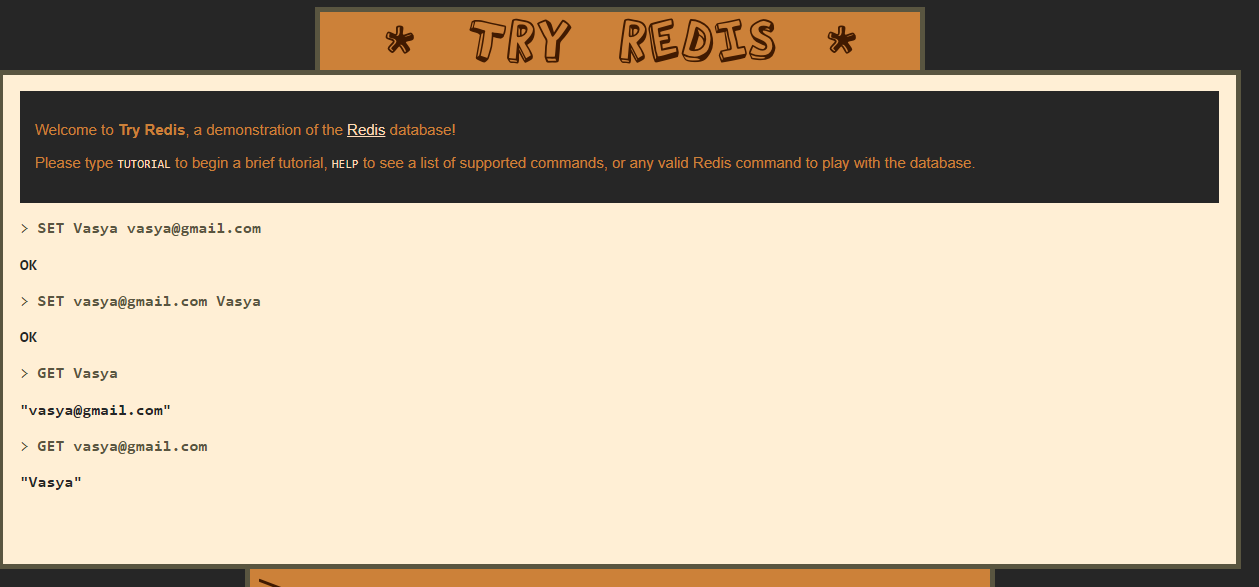 * TRY REDIS *
Welcome to Try Redis, a demonstration of the Redis database!
Please type TUTORIAL to begin a brief tutorial, HELP to see a list of supported commands, or any valid Redis command to play with the database.
> SET Vasya vasya@gmail.com
OK
> SET vasya@gmail.com Vasya
OK
> GET Vasya
"vasya@gmail.com"
> GET vasya@gmail.com
"Vasya"